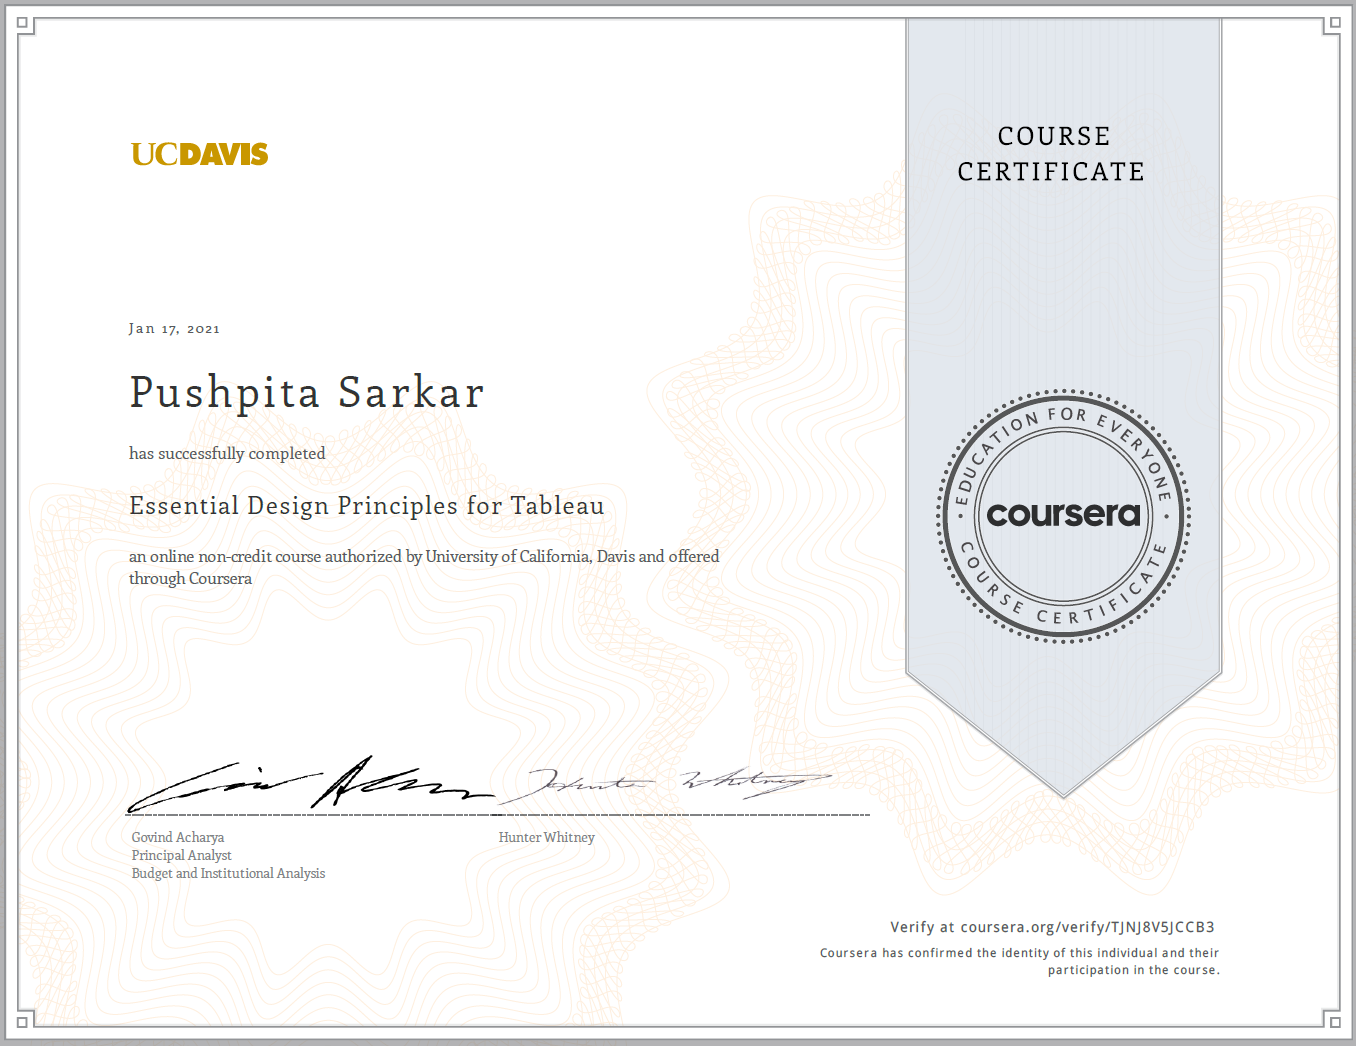 UCDAVIS
COURSE
CERTIFICATE
Jan 17, 2021
Pushpita Sarkar
has successfully completed
Essential Design Principles for Tableau
an online non-credit course authorized by University of California, Davis and offered
through Coursera
EDUCATION FOR EVERYONE
coursera
COURSE CERTIFICATE
Hunter Whitney
Govind Acharya
Principal Analyst
Budget and Institutional Analysis
Hunter Whitney
Verify at coursera.org/verify/TJNJ8V5JCCB3
Coursera has confirmed the identity of this individual and their
participation in the course.